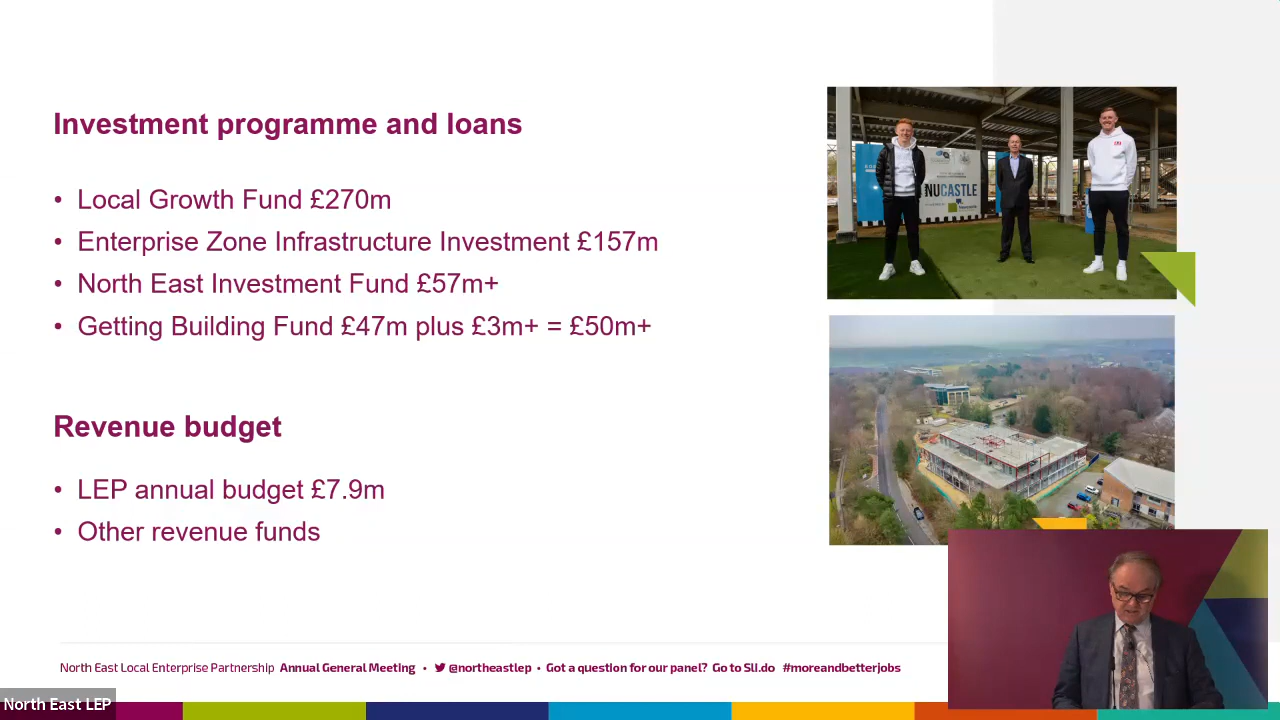 Investment programme and loans
• Local Growth Fund £270m
• Enterprise Zone Infrastructure Investment £157m
• North East Investment Fund £57m+
• Getting Building Fund £47m plus £3m+ = £50m+
Revenue budget
• LEP annual budget £7.9m
• Other revenue funds
NUCASTLE
North East Local Enterprise Partnership Annual General Meeting • @northeastlep • Got a question for our panel? Go to Sli.do #moreandbetterjobs
North East LEP